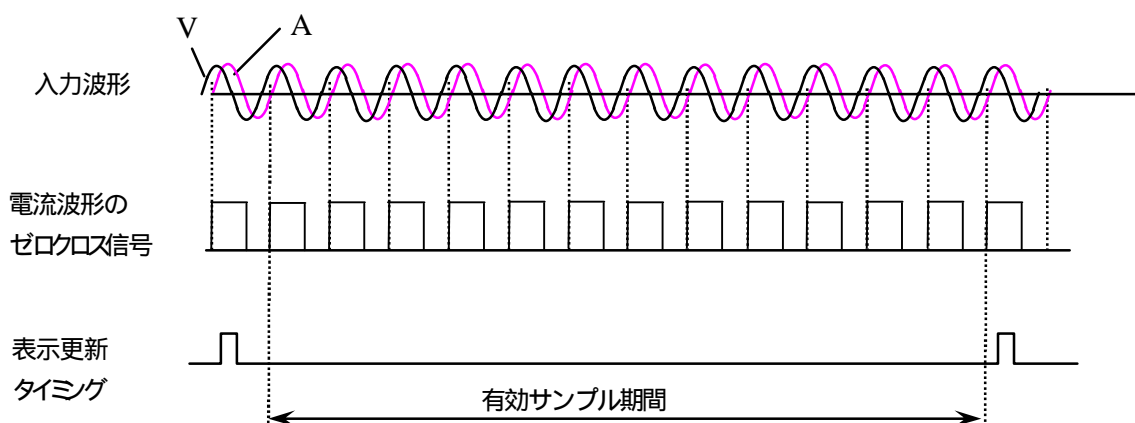 V
A
入力波形
電流波形の
ゼロクロス信号
表示更新
タイミング
有効サンプル期間